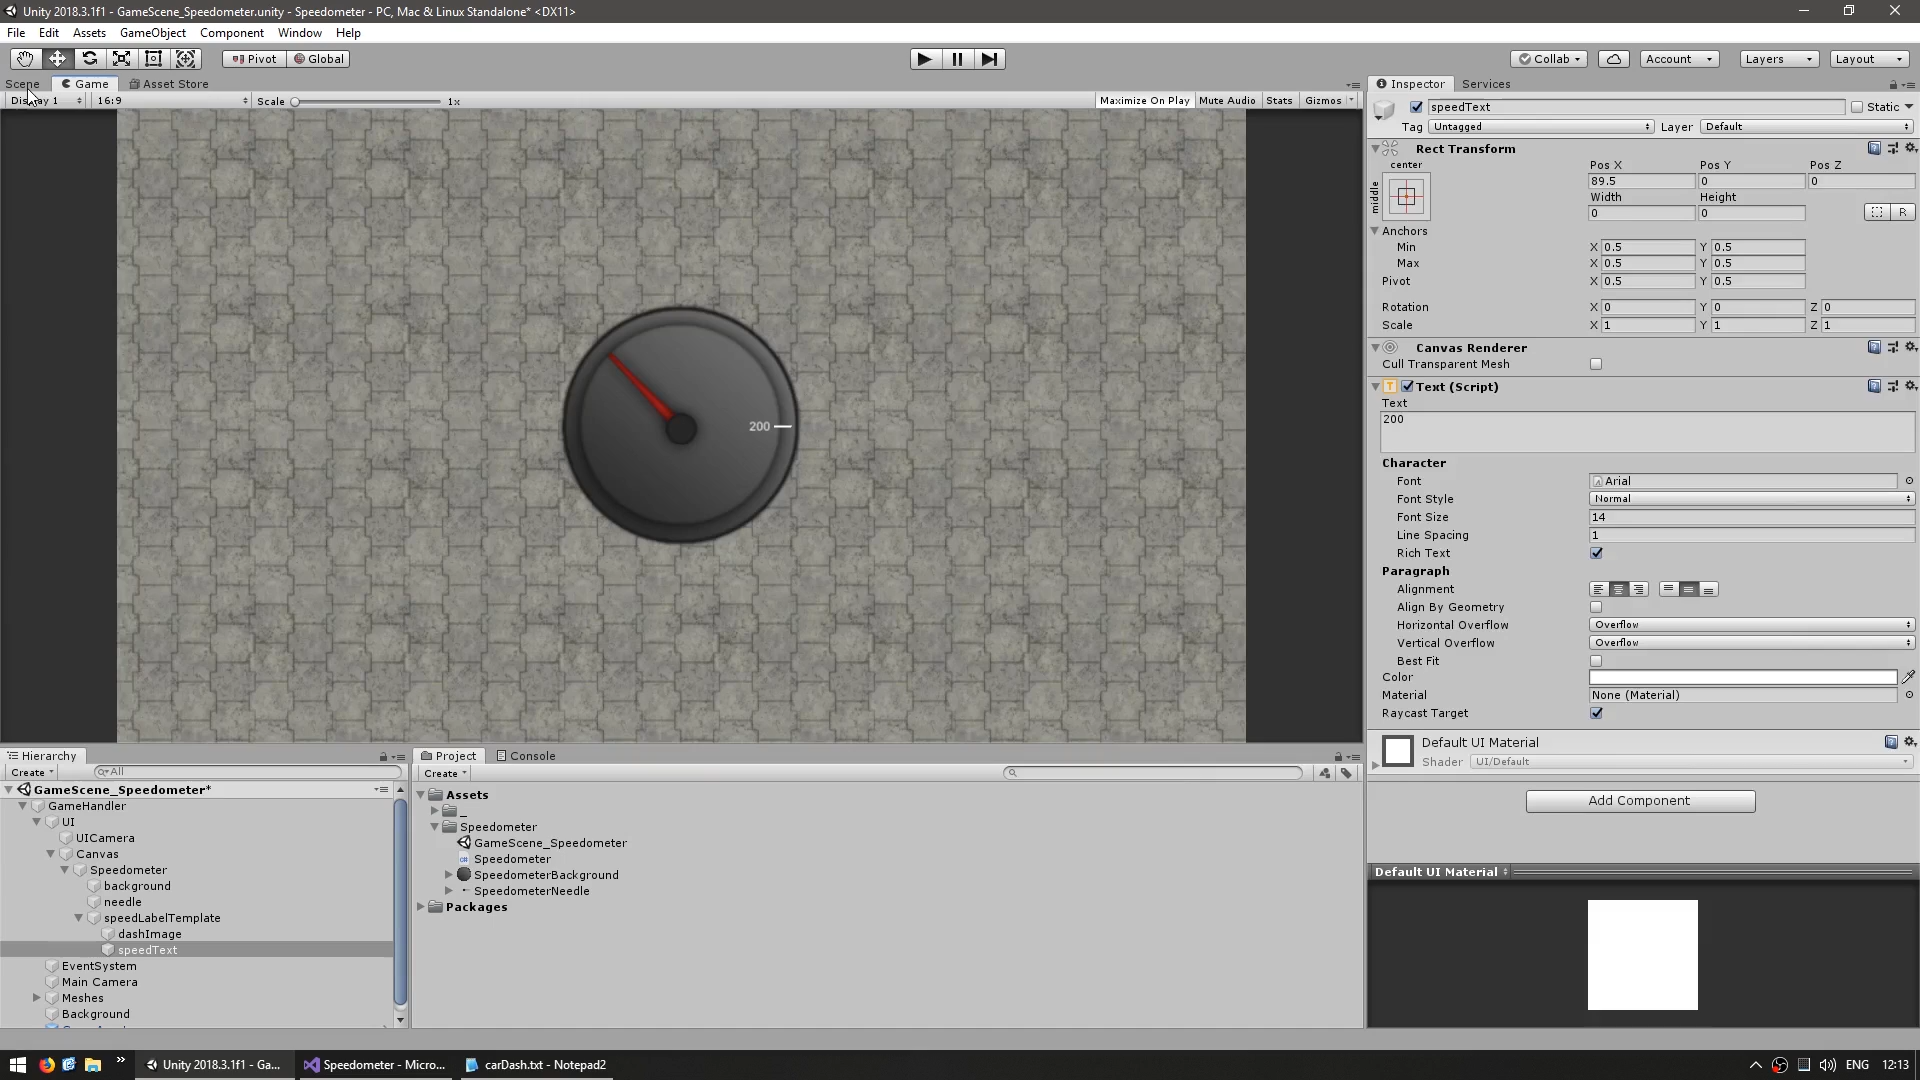 Unity 2018.3.1f1 - GameScene_Speedometer.unity - Speedometer - PC, Mac & Linux Standalone* <DX11>
File Edit Assets GameObject Component Window Help
Pivot Global Collab Account Layers Layout
Scene Game Asset Store Inspector Services
Display 1 16:9 Scale 1x Maximize On Play Mute Audio Stats Gizmos
speedText Static
Tag Untagged Layer Default
Rect Transform
center
middle
Pos X Pos Y Pos Z
89.5 0 0
Width Height
0 0
R
Anchors
Min X 0.5 Y 0.5
Max X 0.5 Y 0.5
Pivot X 0.5 Y 0.5
Rotation X 0 Y 0 Z 0
Scale X 1 Y 1 Z 1
Canvas Renderer
Cull Transparent Mesh
Text (Script)
Text
200
Character
Font Arial
Font Style Normal
Font Size 14
Line Spacing 1
Rich Text
Paragraph
Alignment
Align By Geometry
Horizontal Overflow Overflow
Vertical Overflow Overflow
Best Fit
Color
Material None (Material)
Raycast Target
Default UI Material
Shader UI/Default
Add Component
Default UI Material
200
Hierarchy
Create All
GameScene_Speedometer*
GameHandler
UI
UICamera
Canvas
Speedometer
background
needle
speedLabelTemplate
dashImage
speedText
EventSystem
Main Camera
Meshes
Background
Project Console
Create
Assets
_
Speedometer
GameScene_Speedometer
Speedometer
SpeedometerBackground
SpeedometerNeedle
Packages
Unity 2018.3.1f1 - Ga... Speedometer - Micro... carDash.txt - Notepad2 ENG 12:13